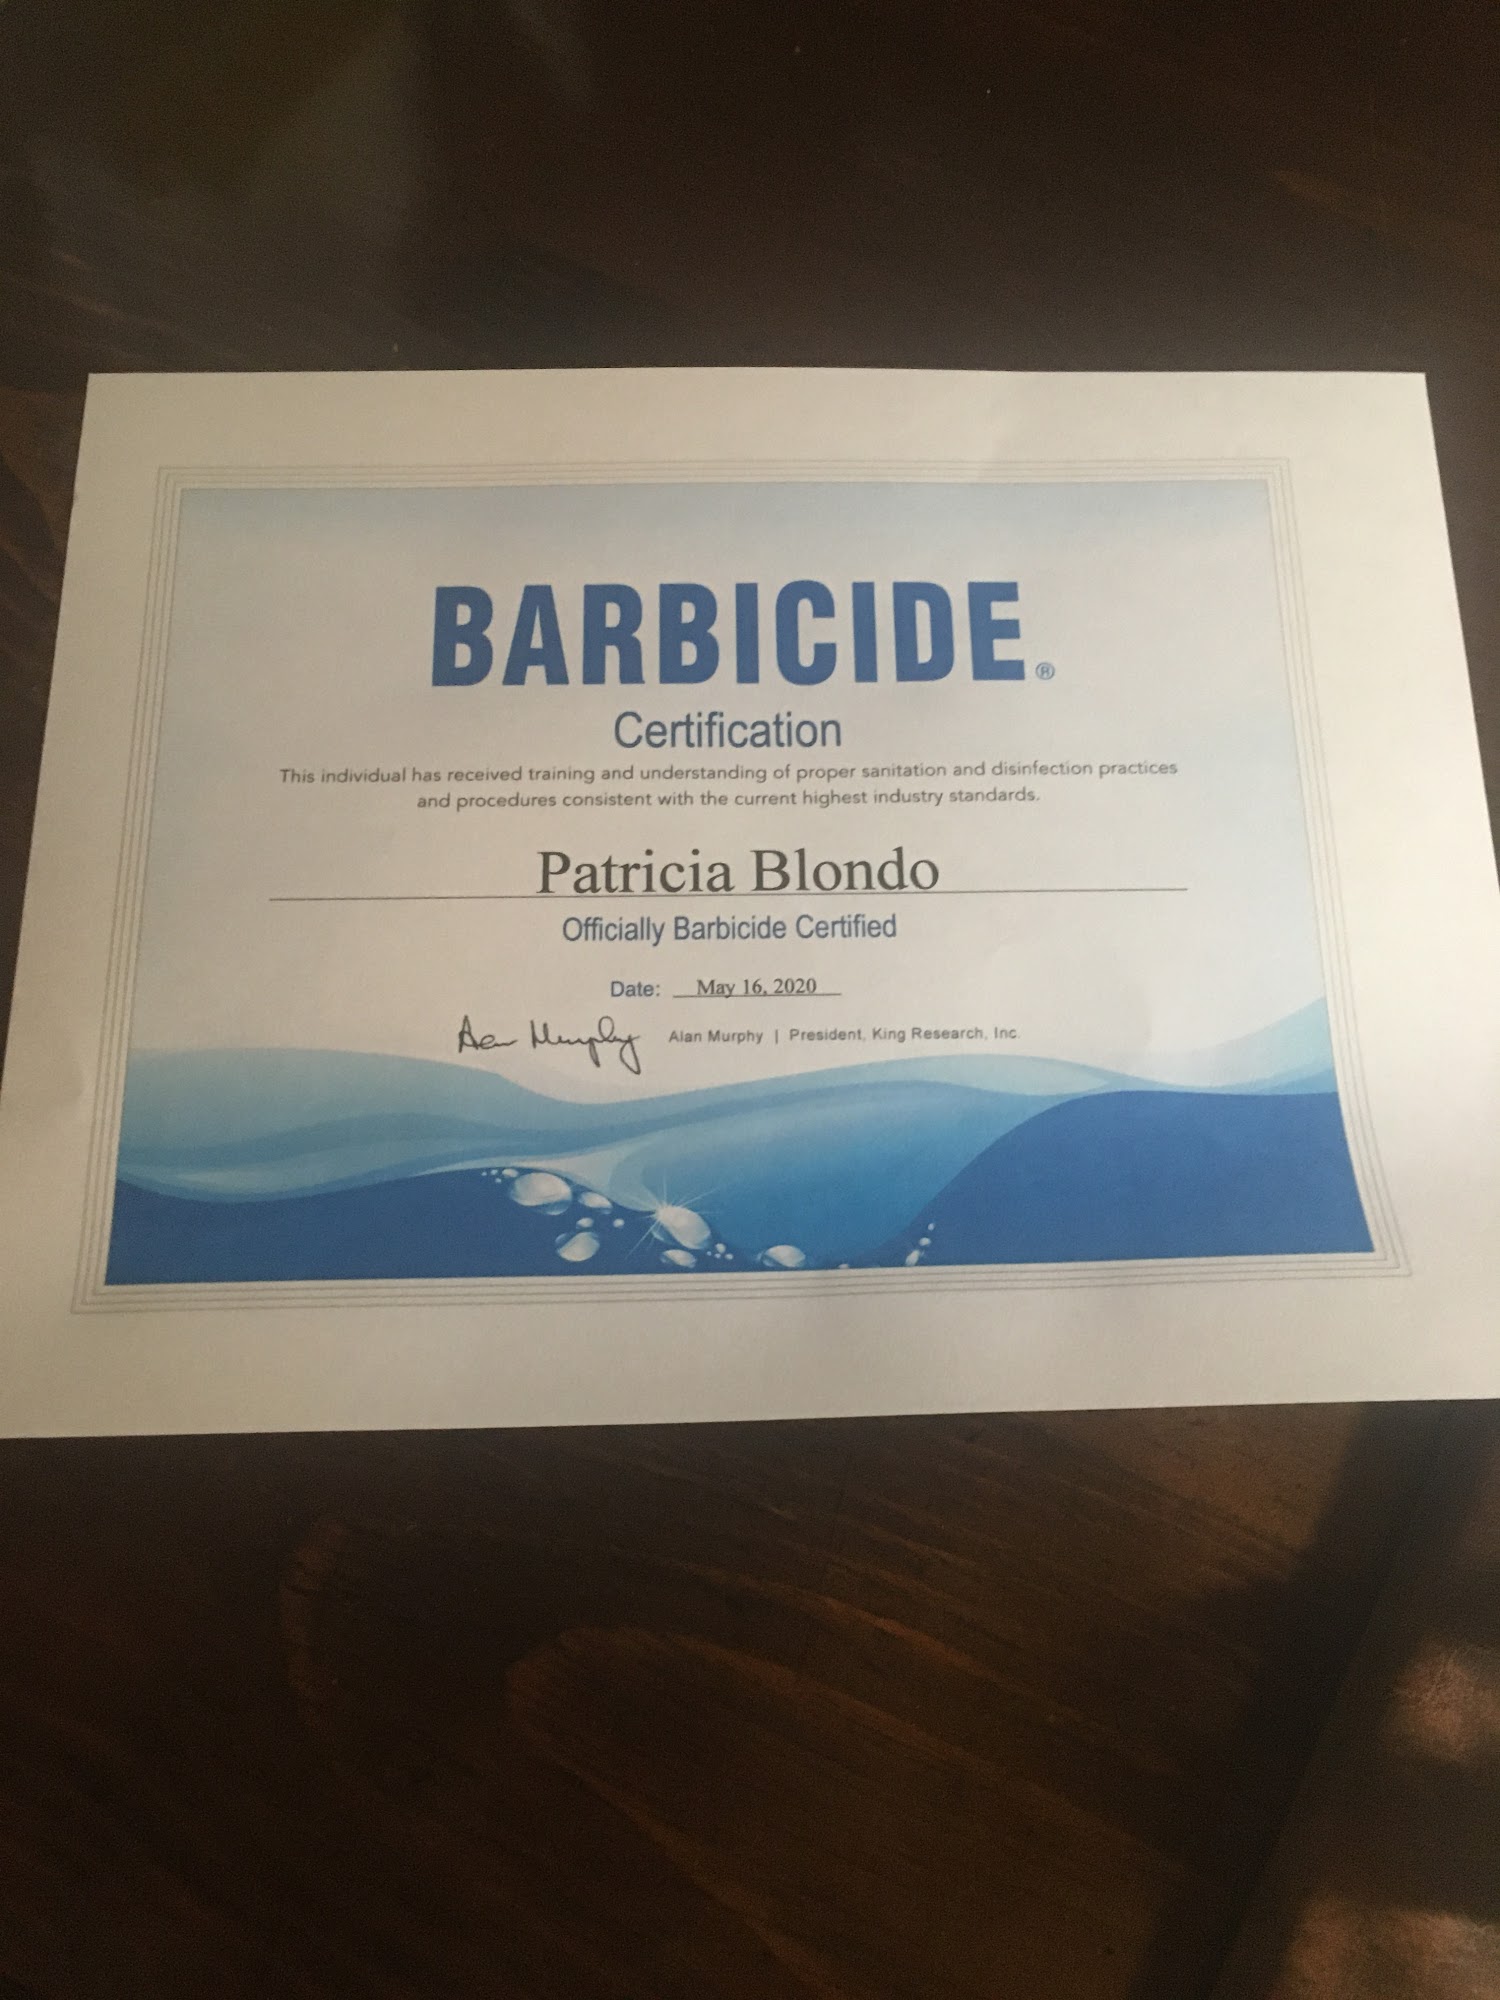 BARBICIDE®
Certification
This individual has received training and understanding of proper sanitation and disinfection practices
and procedures consistent with the current highest industry standards.
Patricia Blondo
Officially Barbicide Certified
Date: May 16, 2020
Alan Murphy Alan Murphy | President, King Research, Inc.